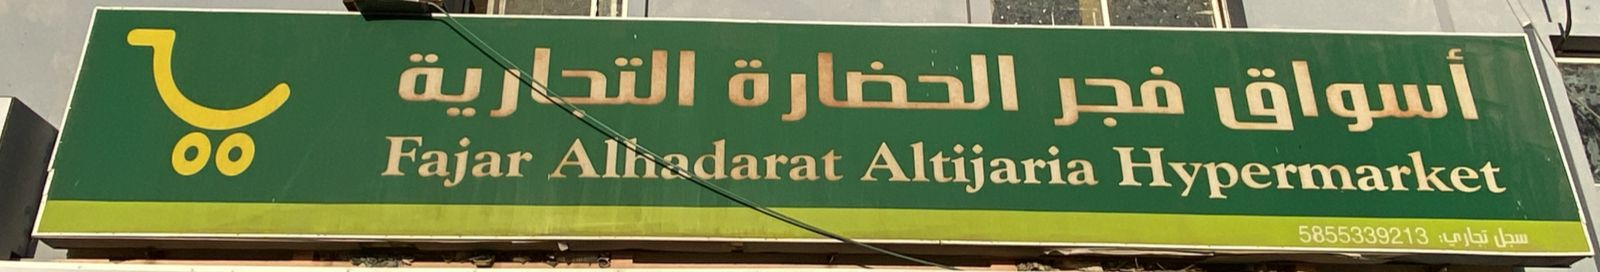 أسواق فجر الحضارة التجارية
Fajar Alhadarat Altijaria Hypermarket
سجل تجاري: 5855339213